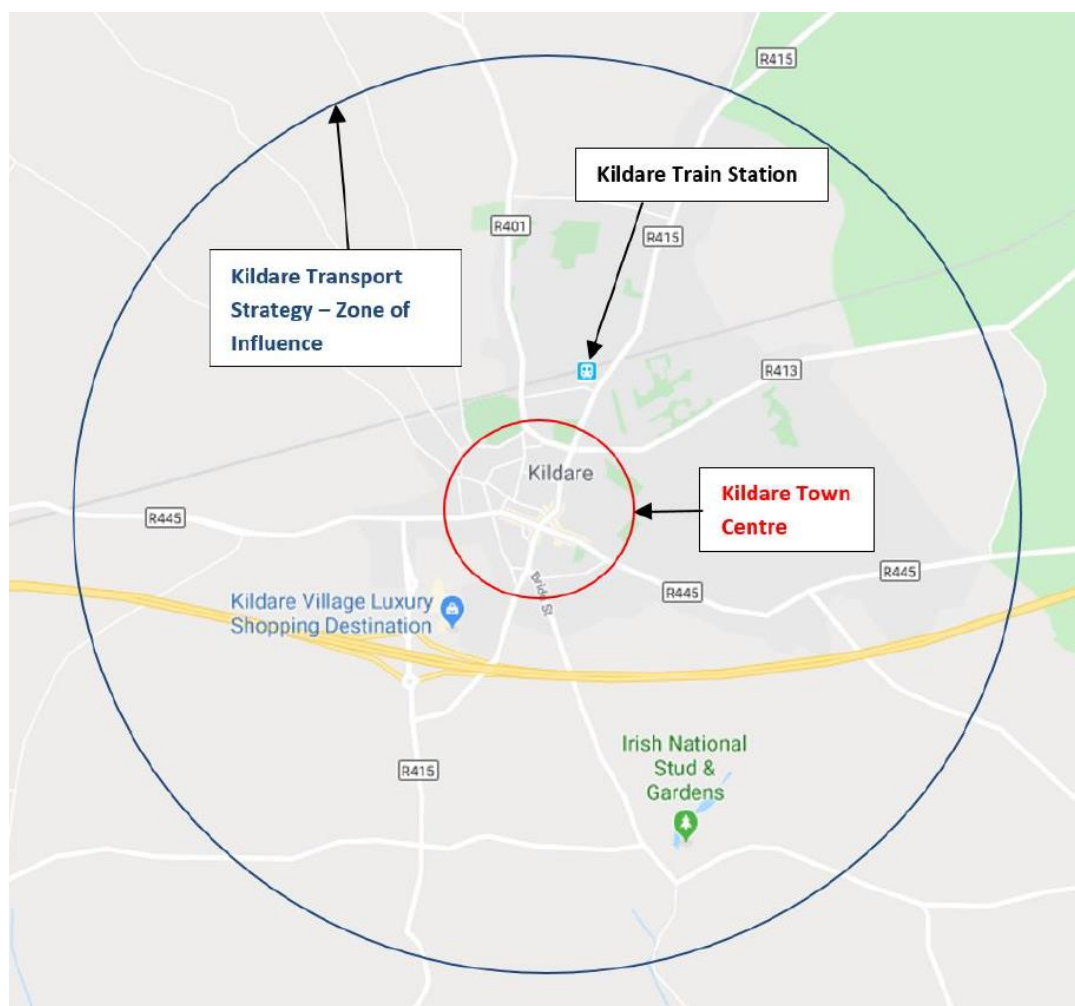 R415
Kildare Train Station
R401
R415
Kildare Transport
Strategy – Zone of
Influence
R413
Kildare
Kildare Town
Centre
R445
R445
R445
Bride St
Kildare Village Luxury
Shopping Destination
Irish National
Stud &
Gardens
R415